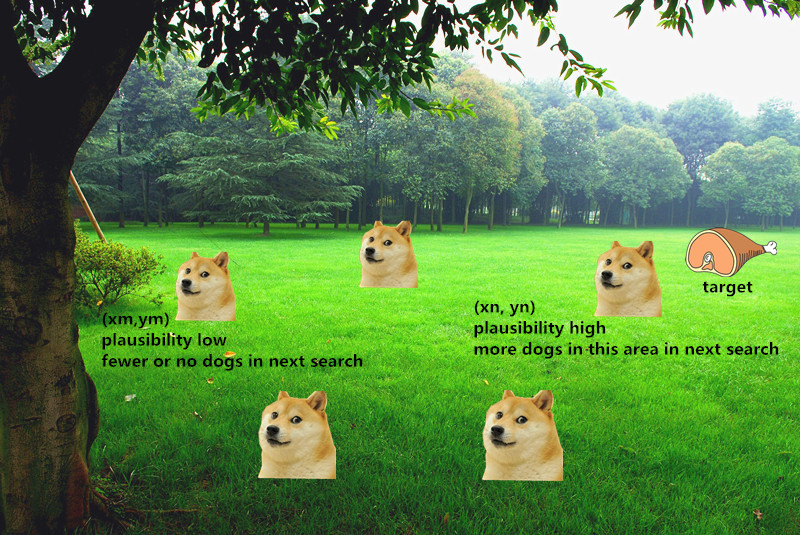 (xm,ym)
plausibility low
fewer or no dogs in next search
(xn, yn)
plausibility high
more dogs in this area in next search
target